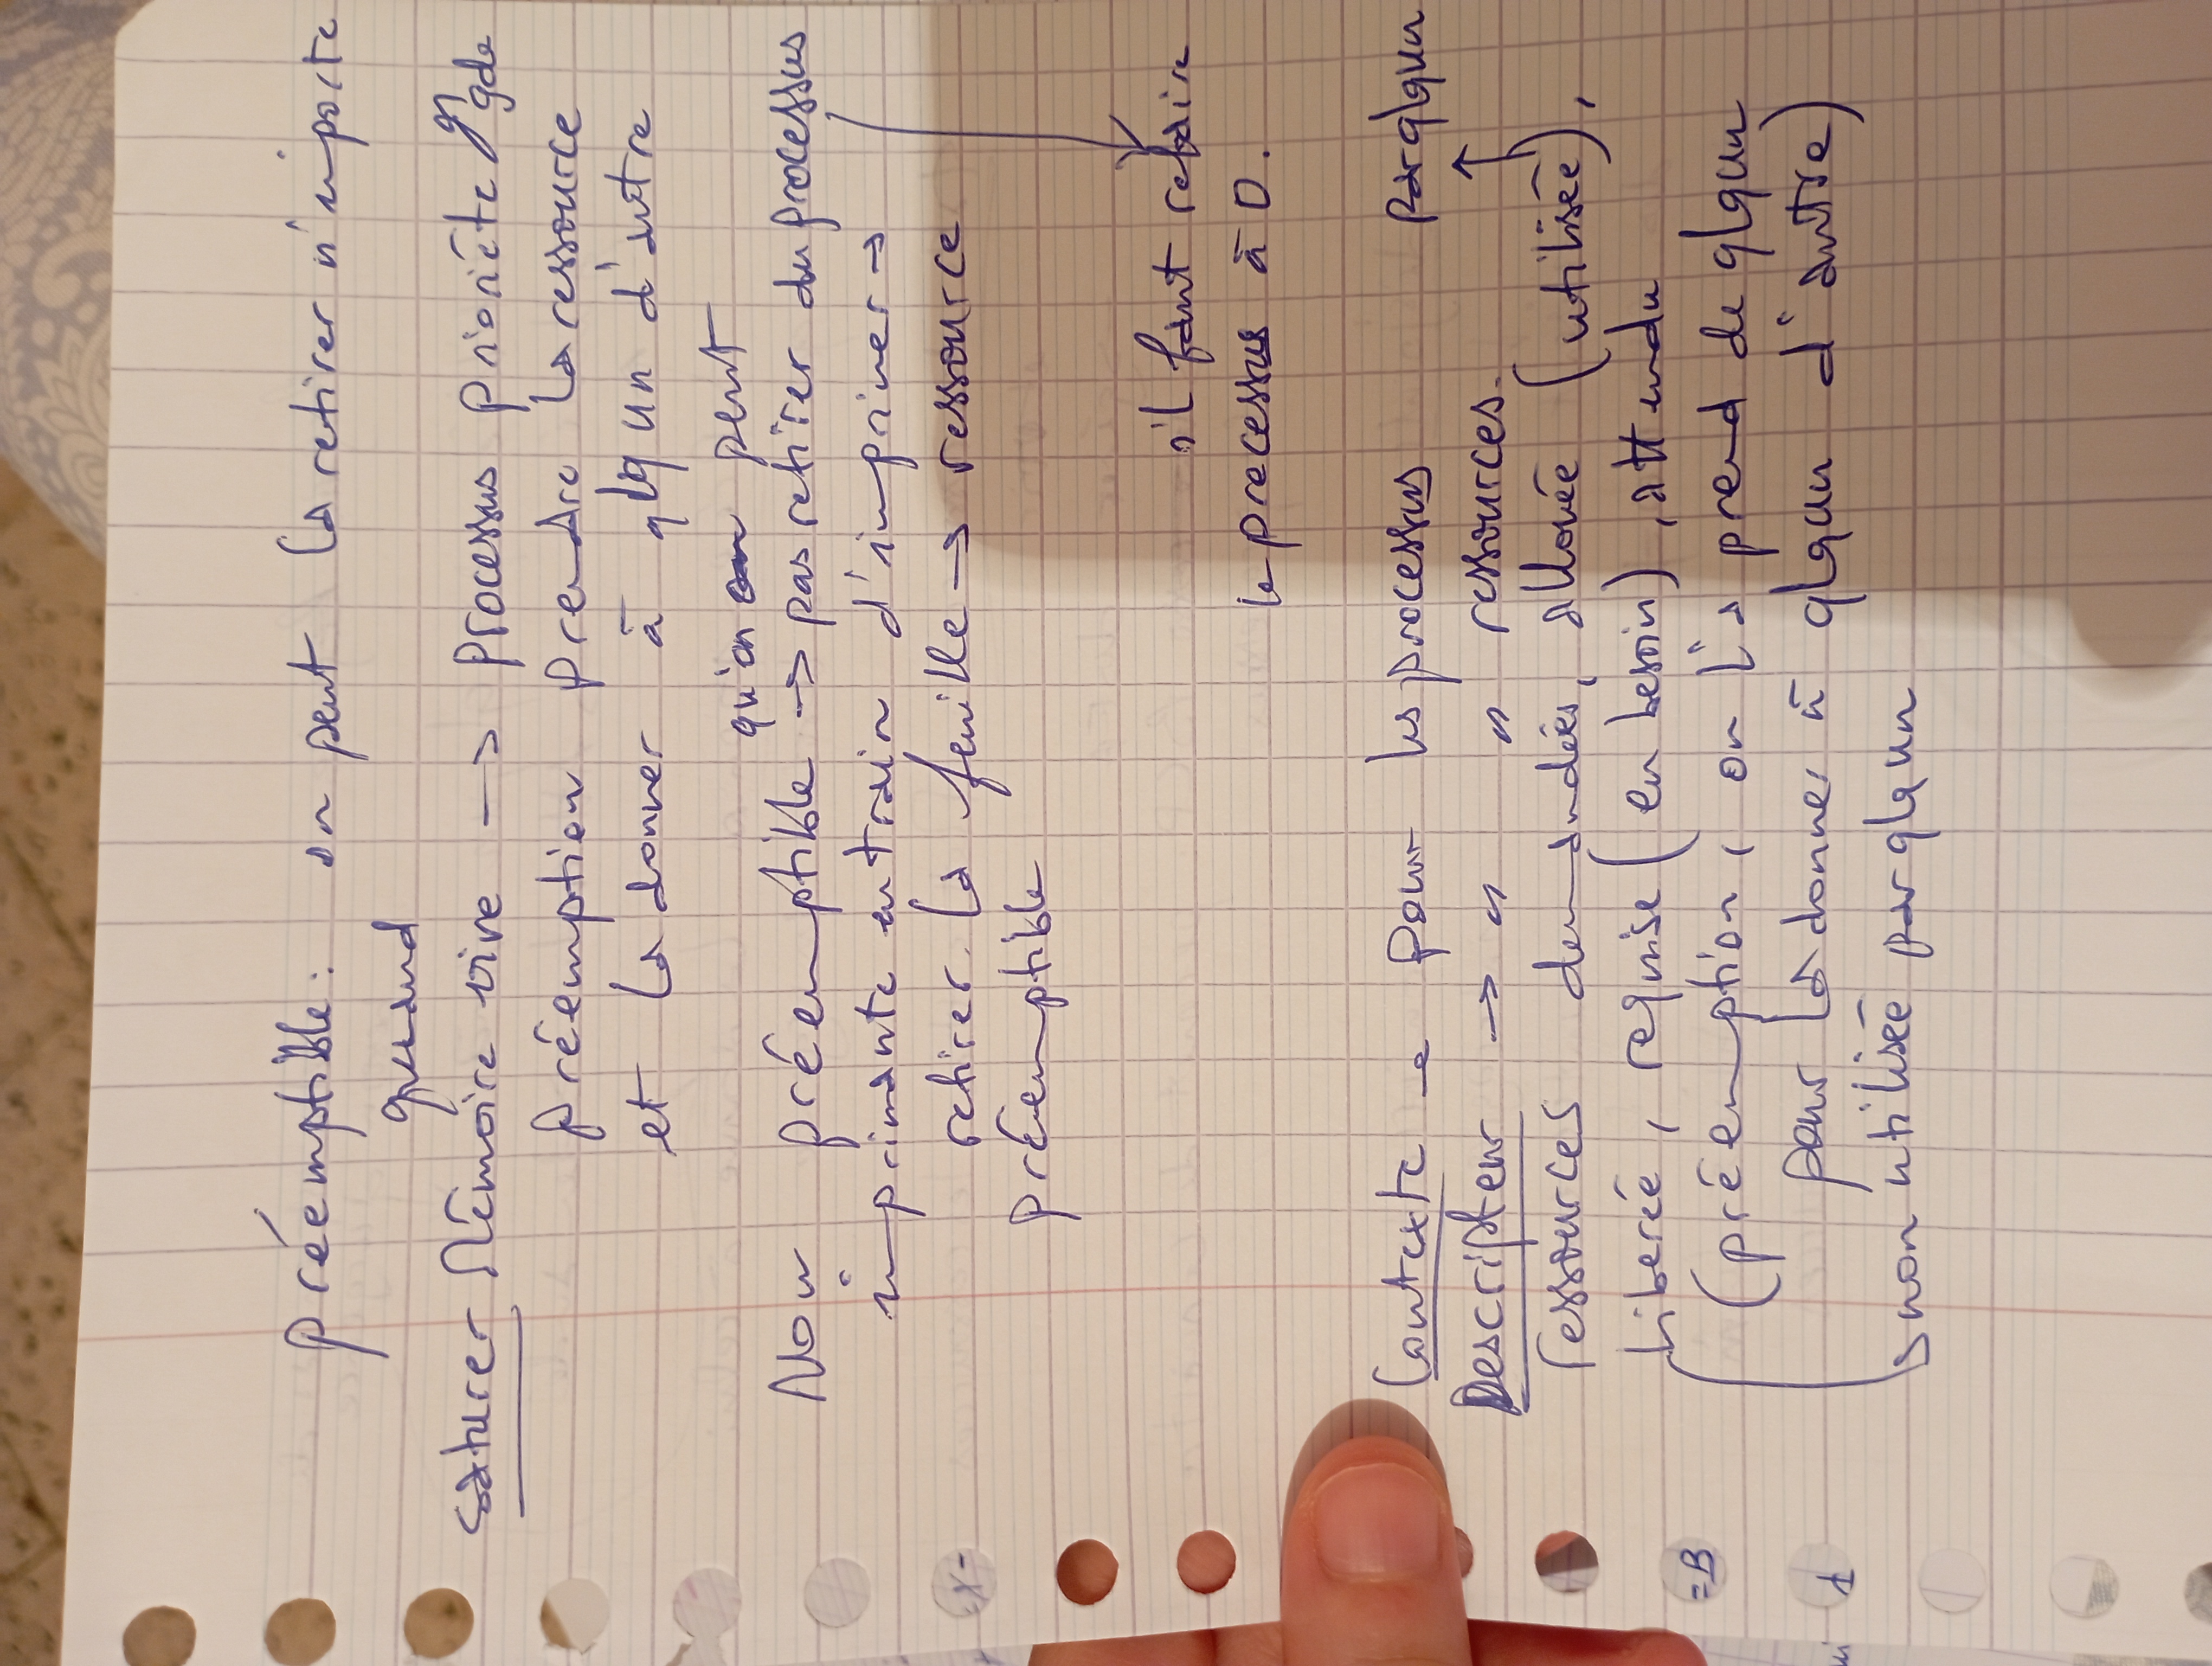 préemptible : on peut la retirer n'importe
quand
saturer Mémoire vive → processus prioriéte + gde
préemption prendre la ressource
et la donner à qlq un d'autre
qu'on peut
Non préemptible → pas retirer du processus
imprimante en train d'imprimer →
retirer la feuille → ressource
préemptible
s'il faut refaire
le processus à 0.
Contexte → pour les processus par qlqun
Descripteur → " " ressources.
ressources demandées, allouée (utilisée),
Liberée, requise (en besoin), attendu
(préemption, on l'a prend de qlqun
pour la donner à qlqun d'autre)
→ non utilisée par qlqun
=B
1